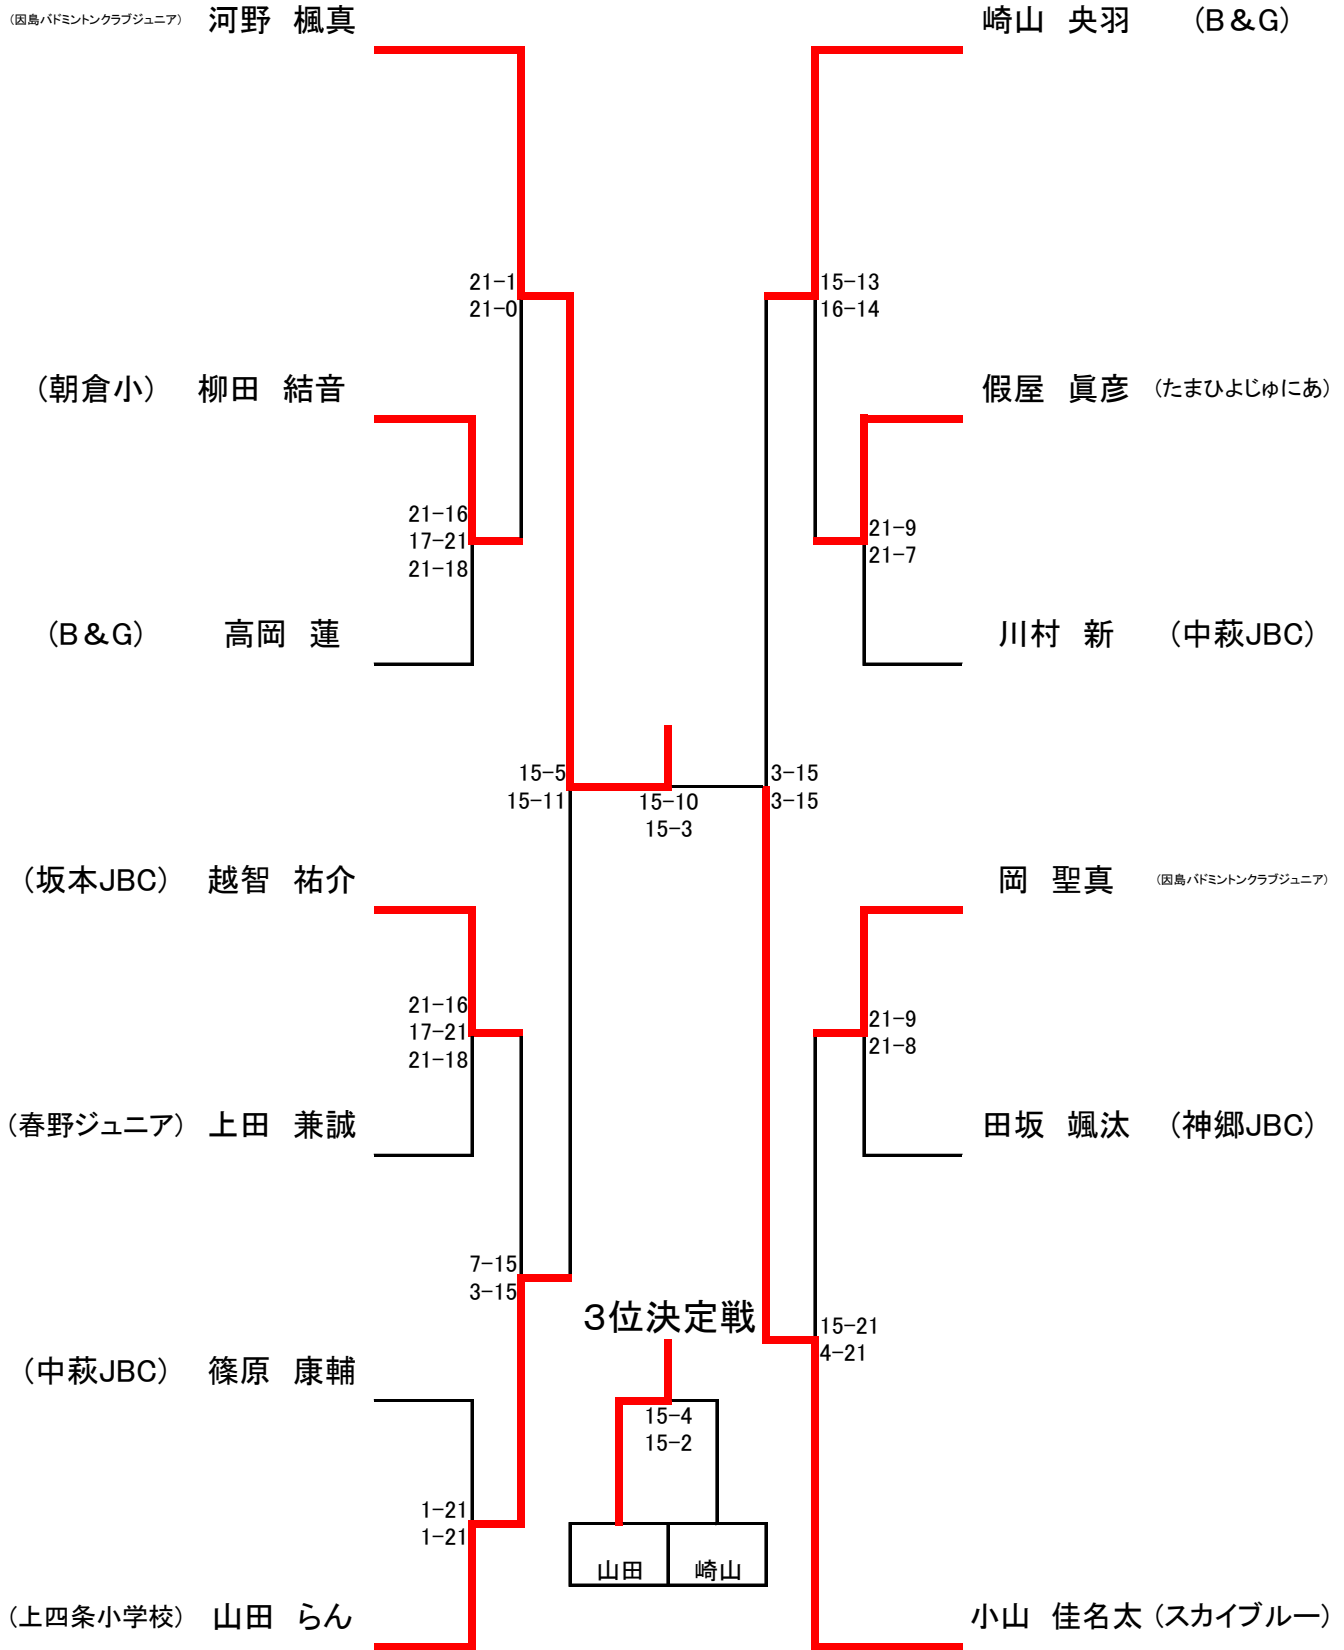 (因島バドミントンクラブジュニア) 河野 楓真
崎山 央羽 (B&G)
21-1
21-0
15-13
16-14
(朝倉小) 柳田 結音
假屋 眞彦 (たまひよじゅにあ)
21-16
17-21
21-18
21-9
21-7
(B&G) 高岡 蓮
川村 新 (中萩JBC)
15-5
15-11
15-10
15-3
3-15
3-15
(坂本JBC) 越智 祐介
岡 聖真 (因島バドミントンクラブジュニア)
21-16
17-21
21-18
21-9
21-8
(春野ジュニア) 上田 兼誠
田坂 颯汰 (神郷JBC)
7-15
3-15
3位決定戦
15-21
4-21
(中萩JBC) 篠原 康輔
15-4
15-2
1-21
1-21
山田 崎山
(上四条小学校) 山田 らん
小山 佳名太 (スカイブルー)